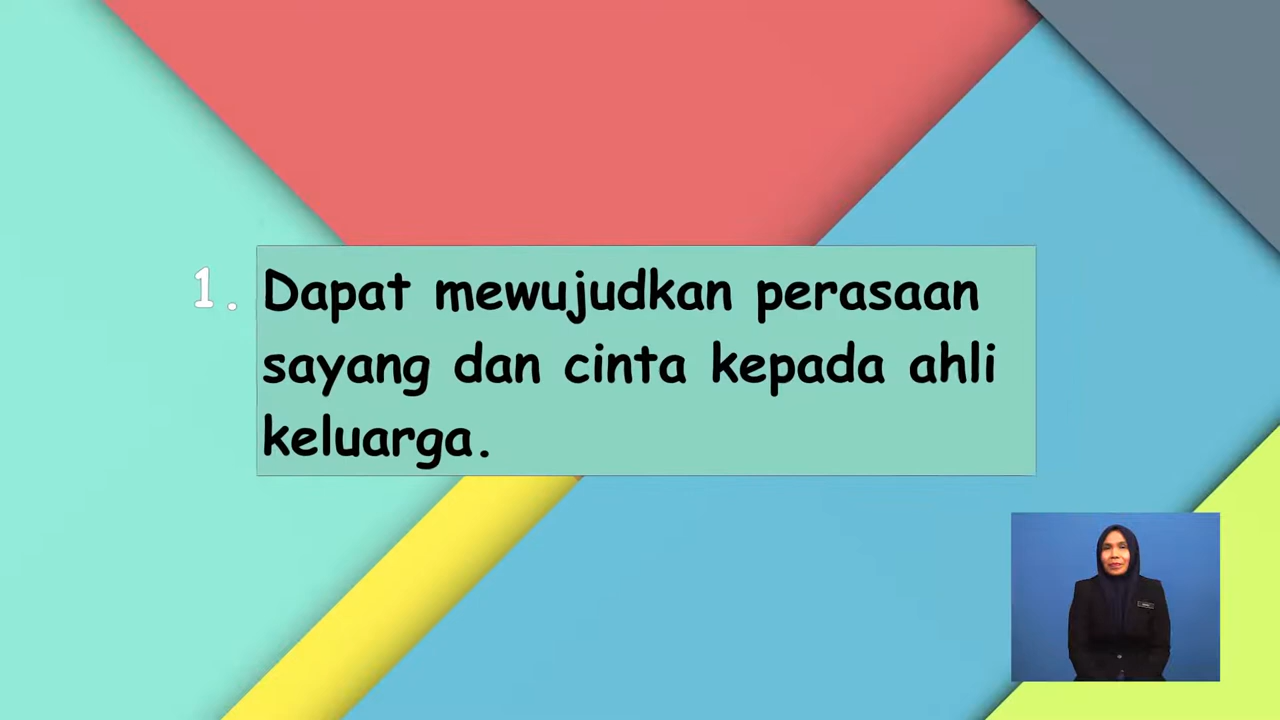 1. Dapat mewujudkan perasaan
sayang dan cinta kepada ahli
keluarga.